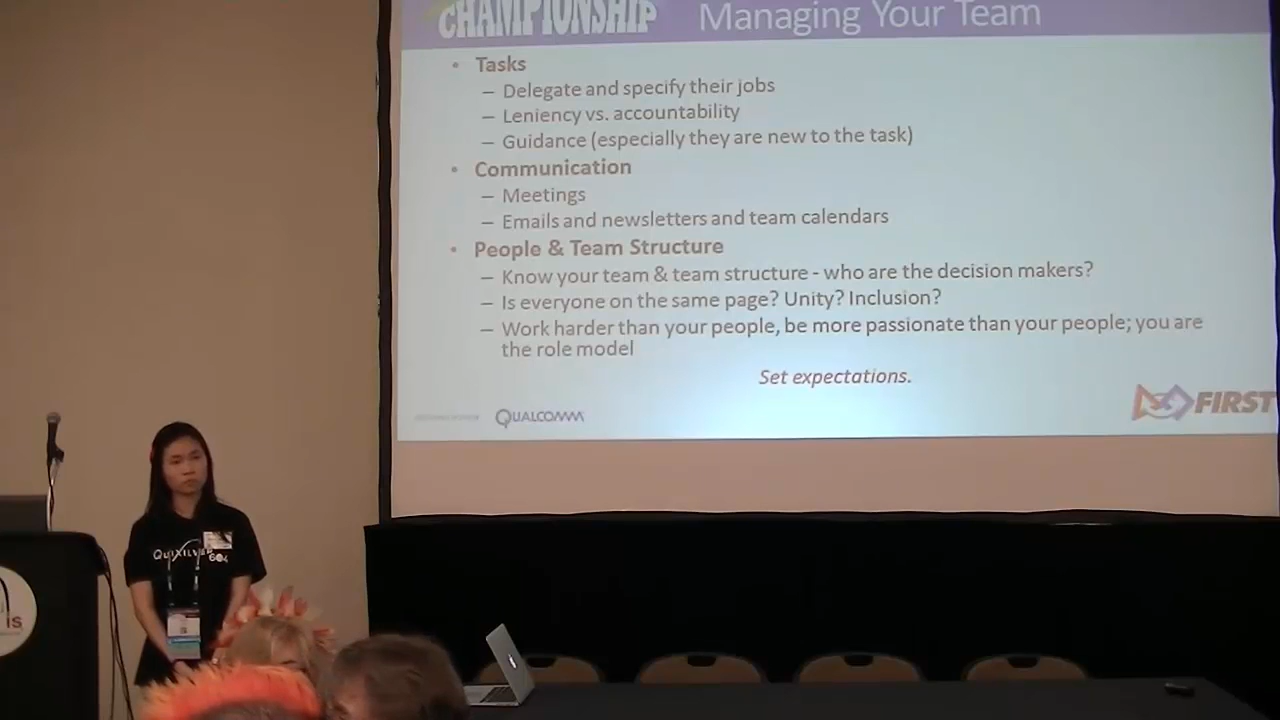 CHAMPIONSHIP
Managing Your Team
• Tasks
– Delegate and specify their jobs
– Leniency vs. accountability
– Guidance (especially they are new to the task)
• Communication
– Meetings
– Emails and newsletters and team calendars
• People & Team Structure
– Know your team & team structure - who are the decision makers?
– Is everyone on the same page? Unity? Inclusion?
– Work harder than your people, be more passionate than your people; you are
the role model
Set expectations.
QUALCOMM
FIRST
QUIXILVER
604
is